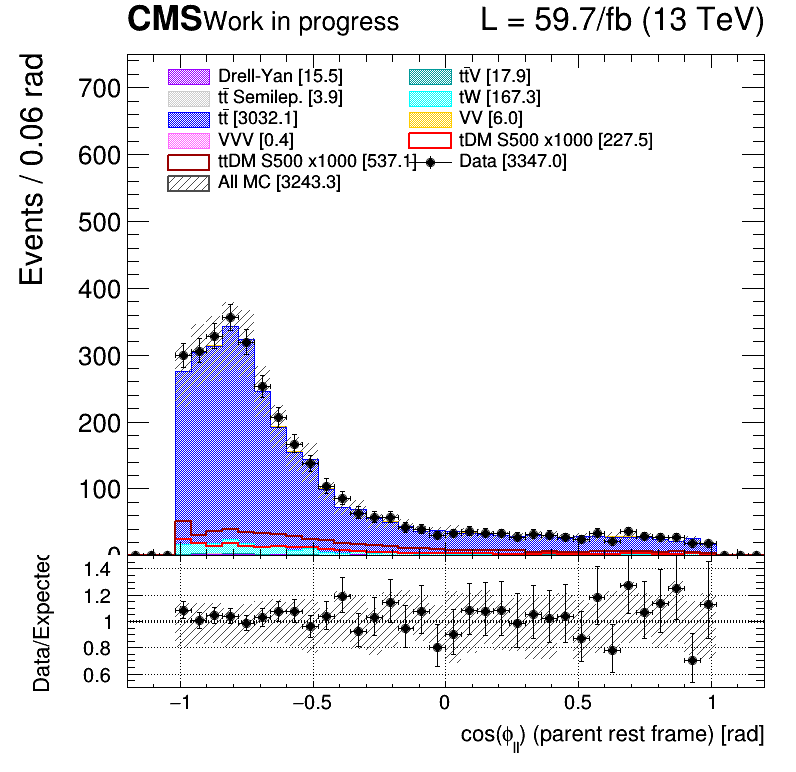 CMS Work in progress L = 59.7/fb (13 TeV)
Events / 0.06 rad
700
600
500
400
300
200
100
0
Drell-Yan [15.5]
tt̄ Semilep. [3.9]
tt̄ [3032.1]
VVV [0.4]
ttDM S500 x1000 [537.1]
All MC [3243.3]
tt̄V [17.9]
tW [167.3]
VV [6.0]
tDM S500 x1000 [227.5]
Data [3347.0]
Data/Expected
1.4
1.2
1
0.8
0.6
−1 −0.5 0 0.5 1
cos(ϕ_ll) (parent rest frame) [rad]